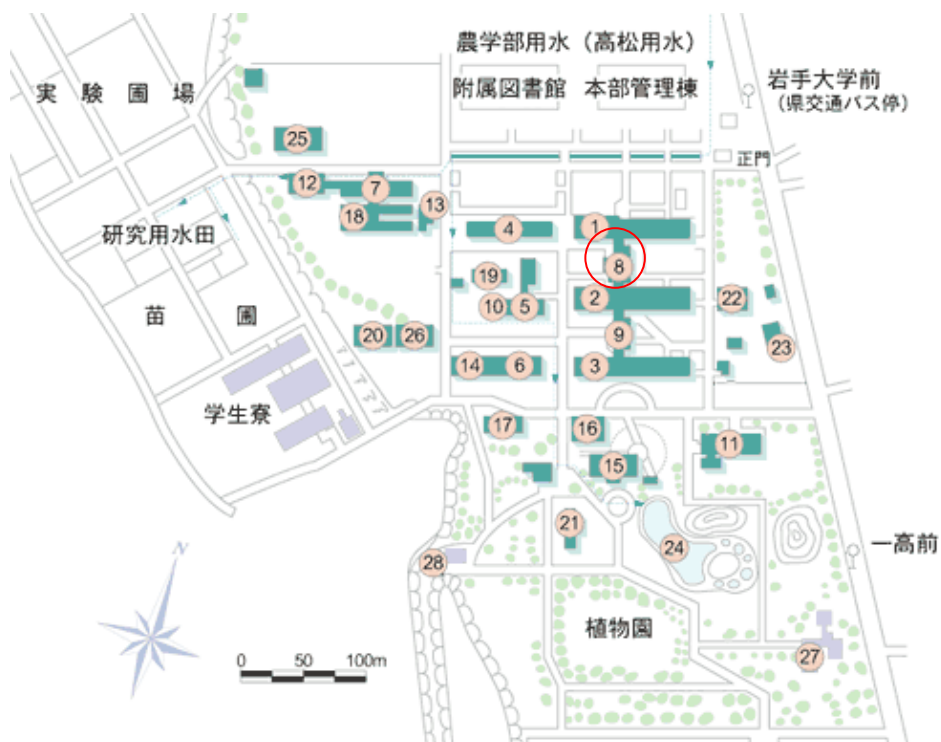 農学部用水（高松用水）
附属図書館
本部管理棟
岩手大学前
（県交通バス停）
正門
実験圃場
25
12
7
13
18
4
1
8
19
研究用水田
10
5
2
22
苗圃
20
26
9
23
14
6
3
学生寮
17
16
11
15
21
24
一高前
28
植物園
27
N
0 50 100m